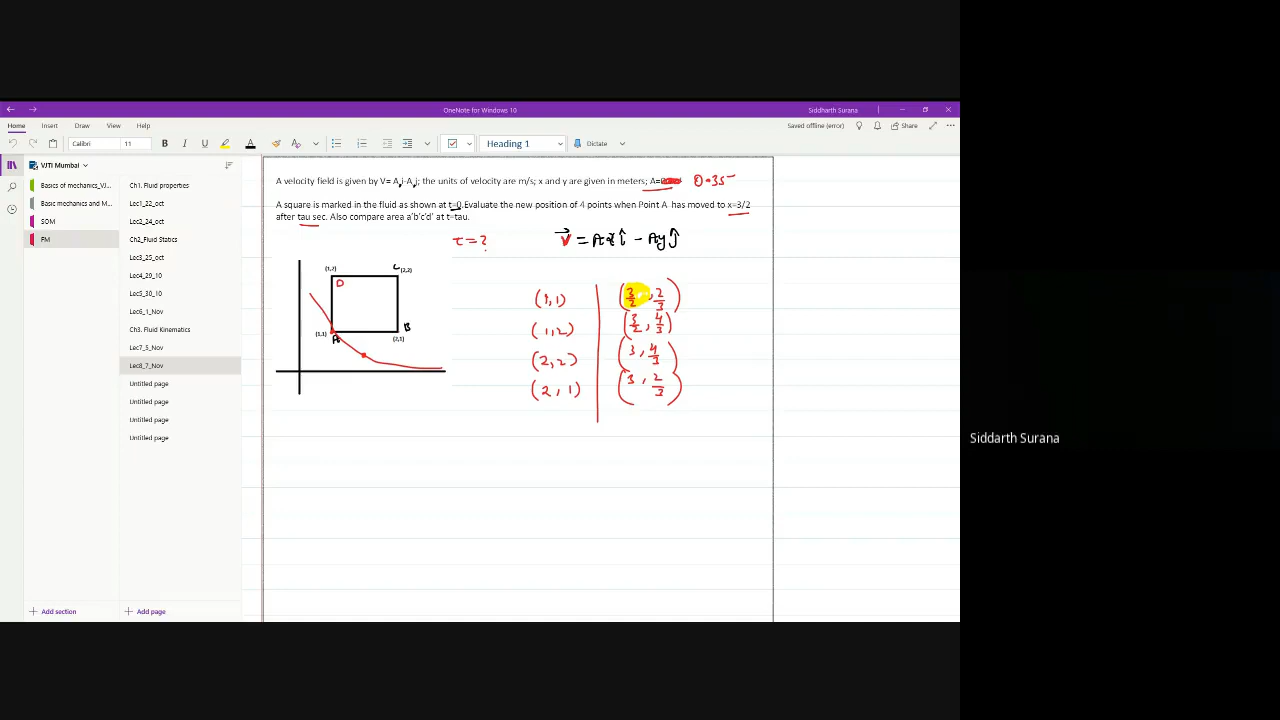 OneNote for Windows 10
Siddharth Surana
Home Insert Draw View Help
Saved offline (error) Share
Calibri 11 B I U A Heading 1 Dictate
VJTI Mumbai
Basics of mechanics_VJ...
Basic mechanics and M...
SOM
FM
Ch1. Fluid properties
Lec1_22_oct
Lec2_24_oct
Ch2_Fluid Statics
Lec3_25_oct
Lec4_29_10
Lec5_30_10
Lec6_1_Nov
Ch3. Fluid Kinematics
Lec7_5_Nov
Lec8_7_Nov
Untitled page
Untitled page
Untitled page
Untitled page
Add section
Add page
A velocity field is given by V= Axi-Ayj; the units of velocity are m/s; x and y are given in meters; A= 0.3s⁻
A square is marked in the fluid as shown at t=0.Evaluate the new position of 4 points when Point A has moved to x=3/2
after tau sec. Also compare area a'b'c'd' at t=tau.
τ = ?
V = Axî - Ayĵ
(1,2) C (2,2)
D
(1,1) A B
(2,1)
(1,1) (3/2, 2/3)
(1,2) (3/2, 4/3)
(2,2) (3, 4/3)
(2,1) (3, 2/3)
Siddarth Surana